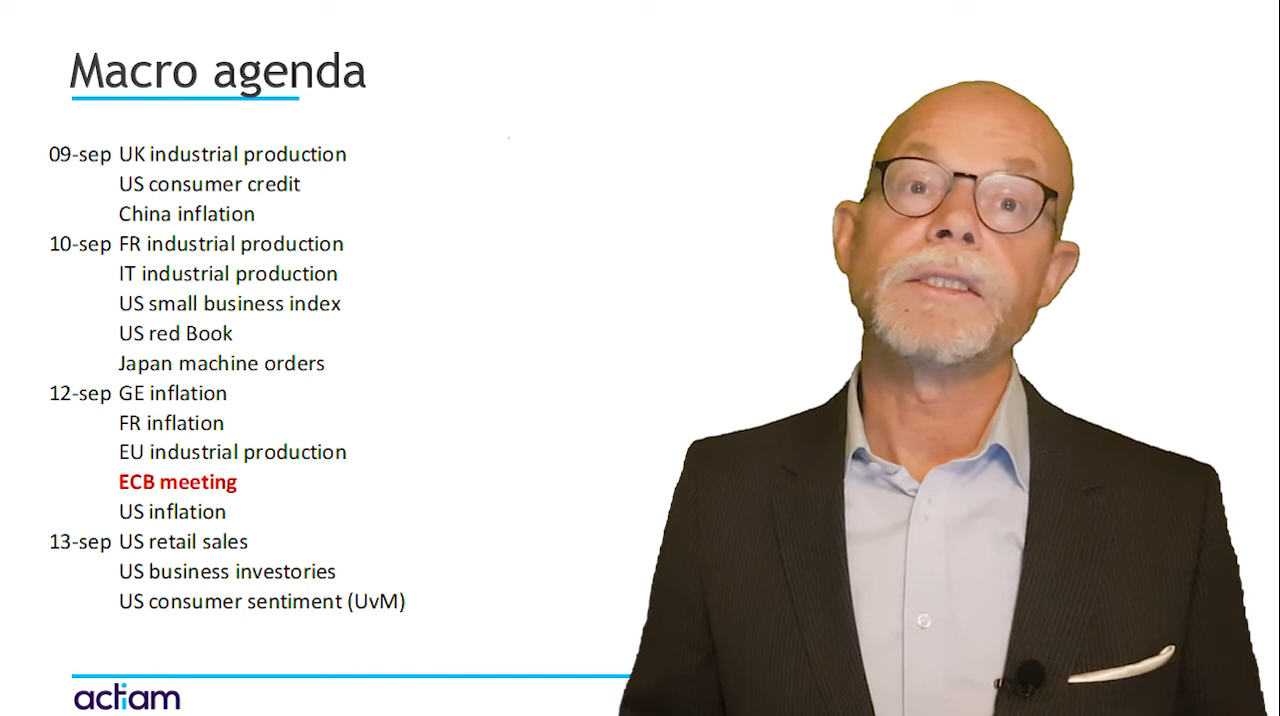 Macro agenda
09-sep UK industrial production
US consumer credit
China inflation
10-sep FR industrial production
IT industrial production
US small business index
US red Book
Japan machine orders
12-sep GE inflation
FR inflation
EU industrial production
ECB meeting
US inflation
13-sep US retail sales
US business investories
US consumer sentiment (UvM)
actiam